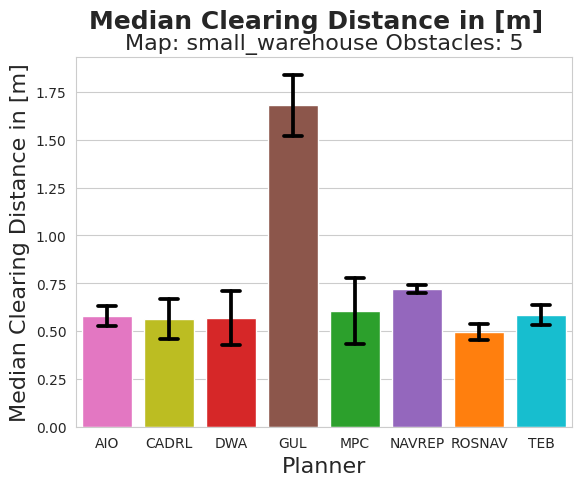 Median Clearing Distance in [m]
Map: small_warehouse Obstacles: 5
Median Clearing Distance in [m]
1.75
1.50
1.25
1.00
0.75
0.50
0.25
0.00
AIO CADRL DWA GUL MPC NAVREP ROSNAV TEB
Planner